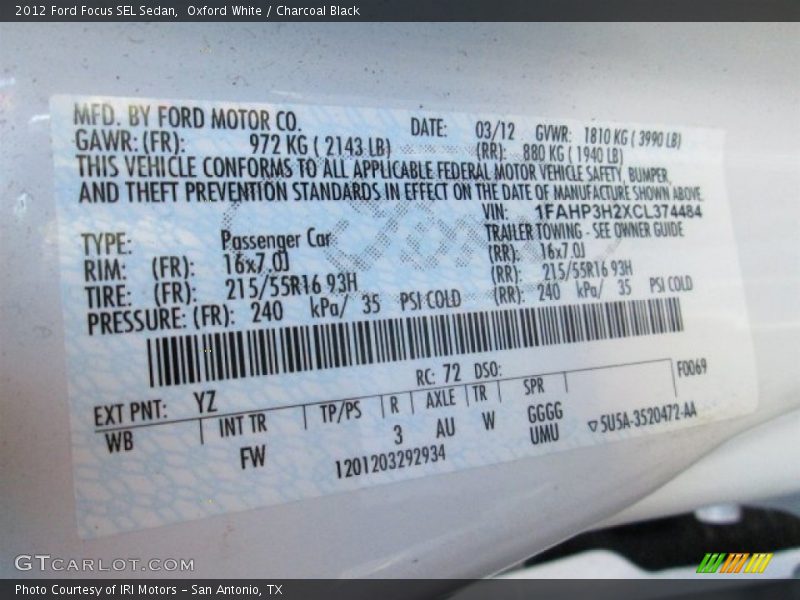 2012 Ford Focus SEL Sedan,  Oxford White / Charcoal Black
MFD. BY FORD MOTOR CO. DATE: 03/12 GVWR: 1810 KG ( 3990 LB)
GAWR: (FR): 972 KG ( 2143 LB) (RR): 880 KG ( 1940 LB)
THIS VEHICLE CONFORMS TO ALL APPLICABLE FEDERAL MOTOR VEHICLE SAFETY, BUMPER,
AND THEFT PREVENTION STANDARDS IN EFFECT ON THE DATE OF MANUFACTURE SHOWN ABOVE.
VIN: 1FAHP3H2XCL374484
TYPE: Passenger Car TRAILER TOWING - SEE OWNER GUIDE
RIM: (FR): 16x7.0J (RR): 16x7.0J
TIRE: (FR): 215/55R16 93H (RR): 215/55R16 93H
PRESSURE: (FR): 240 kPa/ 35 PSI COLD (RR): 240 kPa/ 35 PSI COLD
RC: 72 DSO:
EXT PNT: YZ F0069
WB INT TR TP/PS R AXLE TR SPR
FW 3 AU W GGGG
UMU ▽5U5A-3520472-AA
1201203292934
GTCARLOT.COM
Photo Courtesy of IRI Motors – San Antonio, TX